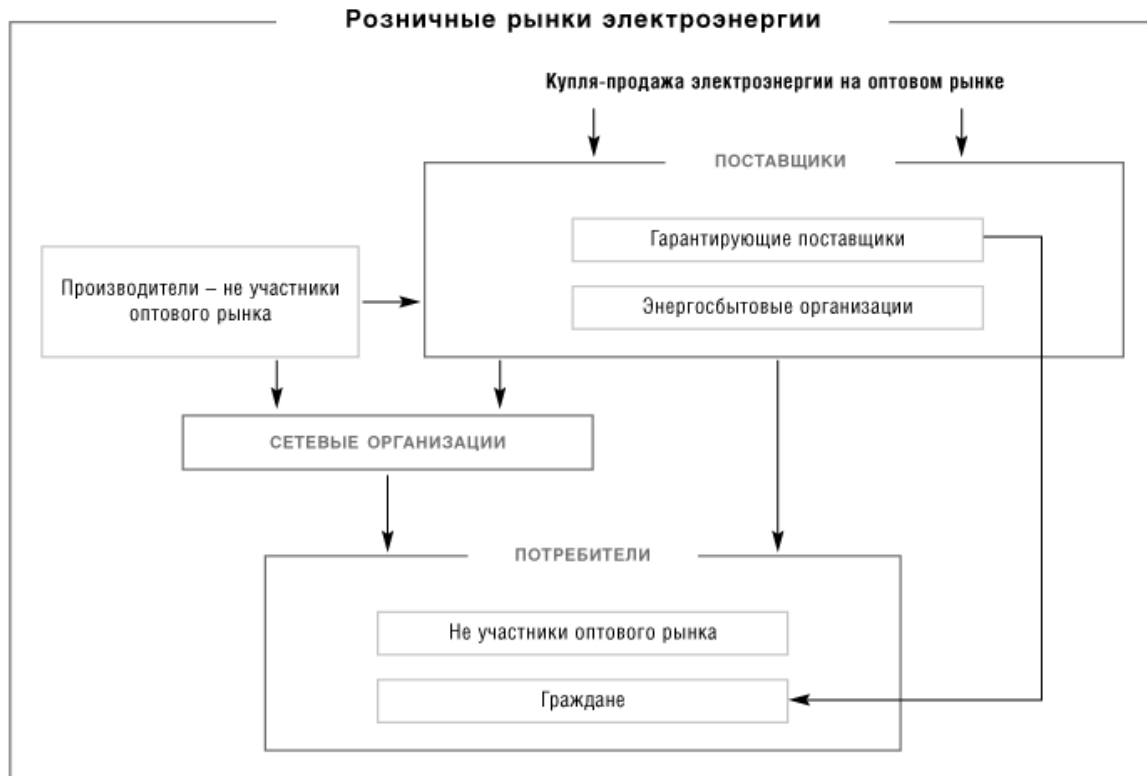 Розничные рынки электроэнергии
Купля-продажа электроэнергии на оптовом рынке
ПОСТАВЩИКИ
Гарантирующие поставщики
Энергосбытовые организации
Производители – не участники
оптового рынка
СЕТЕВЫЕ ОРГАНИЗАЦИИ
ПОТРЕБИТЕЛИ
Не участники оптового рынка
Граждане